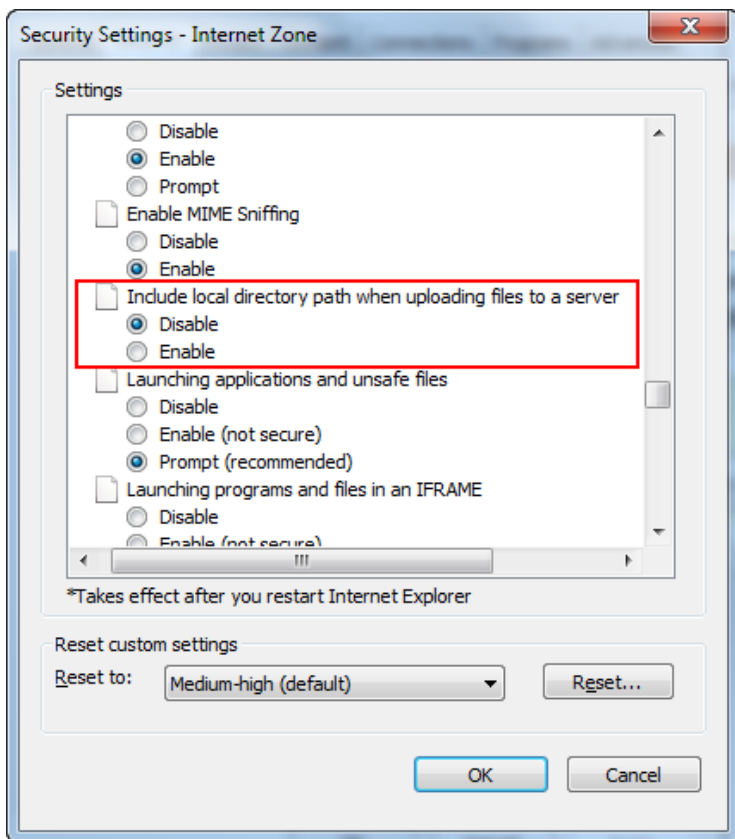 Security Settings - Internet Zone
Settings
Disable
Enable
Prompt
Enable MIME Sniffing
Disable
Enable
Include local directory path when uploading files to a server
Disable
Enable
Launching applications and unsafe files
Disable
Enable (not secure)
Prompt (recommended)
Launching programs and files in an IFRAME
Disable
Enable (not secure)
*Takes effect after you restart Internet Explorer
Reset custom settings
Reset to: Medium-high (default) Reset...
OK Cancel